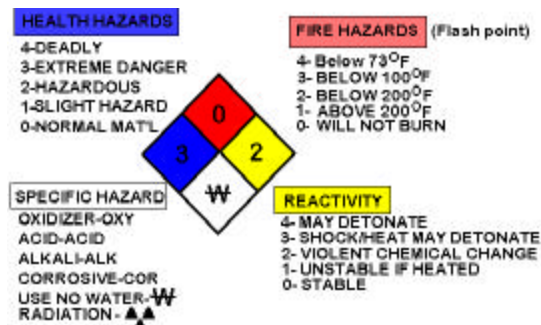 HEALTH HAZARDS
4-DEADLY
3-EXTREME DANGER
2-HAZARDOUS
1-SLIGHT HAZARD
0-NORMAL MAT'L
FIRE HAZARDS (Flash point)
4- Below 73°F
3- BELOW 100°F
2- BELOW 200°F
1- ABOVE 200°F
0- WILL NOT BURN
0
3
2
W
SPECIFIC HAZARD
OXIDIZER-OXY
ACID-ACID
ALKALI-ALK
CORROSIVE-COR
USE NO WATER-W
RADIATION-
REACTIVITY
4- MAY DETONATE
3- SHOCK/HEAT MAY DETONATE
2- VIOLENT CHEMICAL CHANGE
1- UNSTABLE IF HEATED
0- STABLE